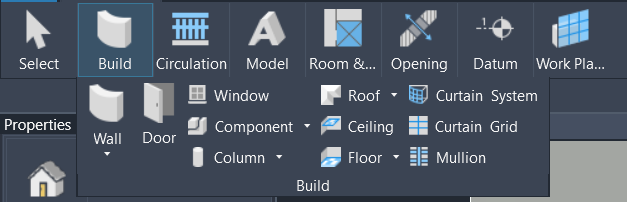 Select Build Circulation Model Room &... Opening Datum Work Pla...
Window Roof Curtain System
Properties Wall Door Component Ceiling Curtain Grid
Column Floor Mullion
Build